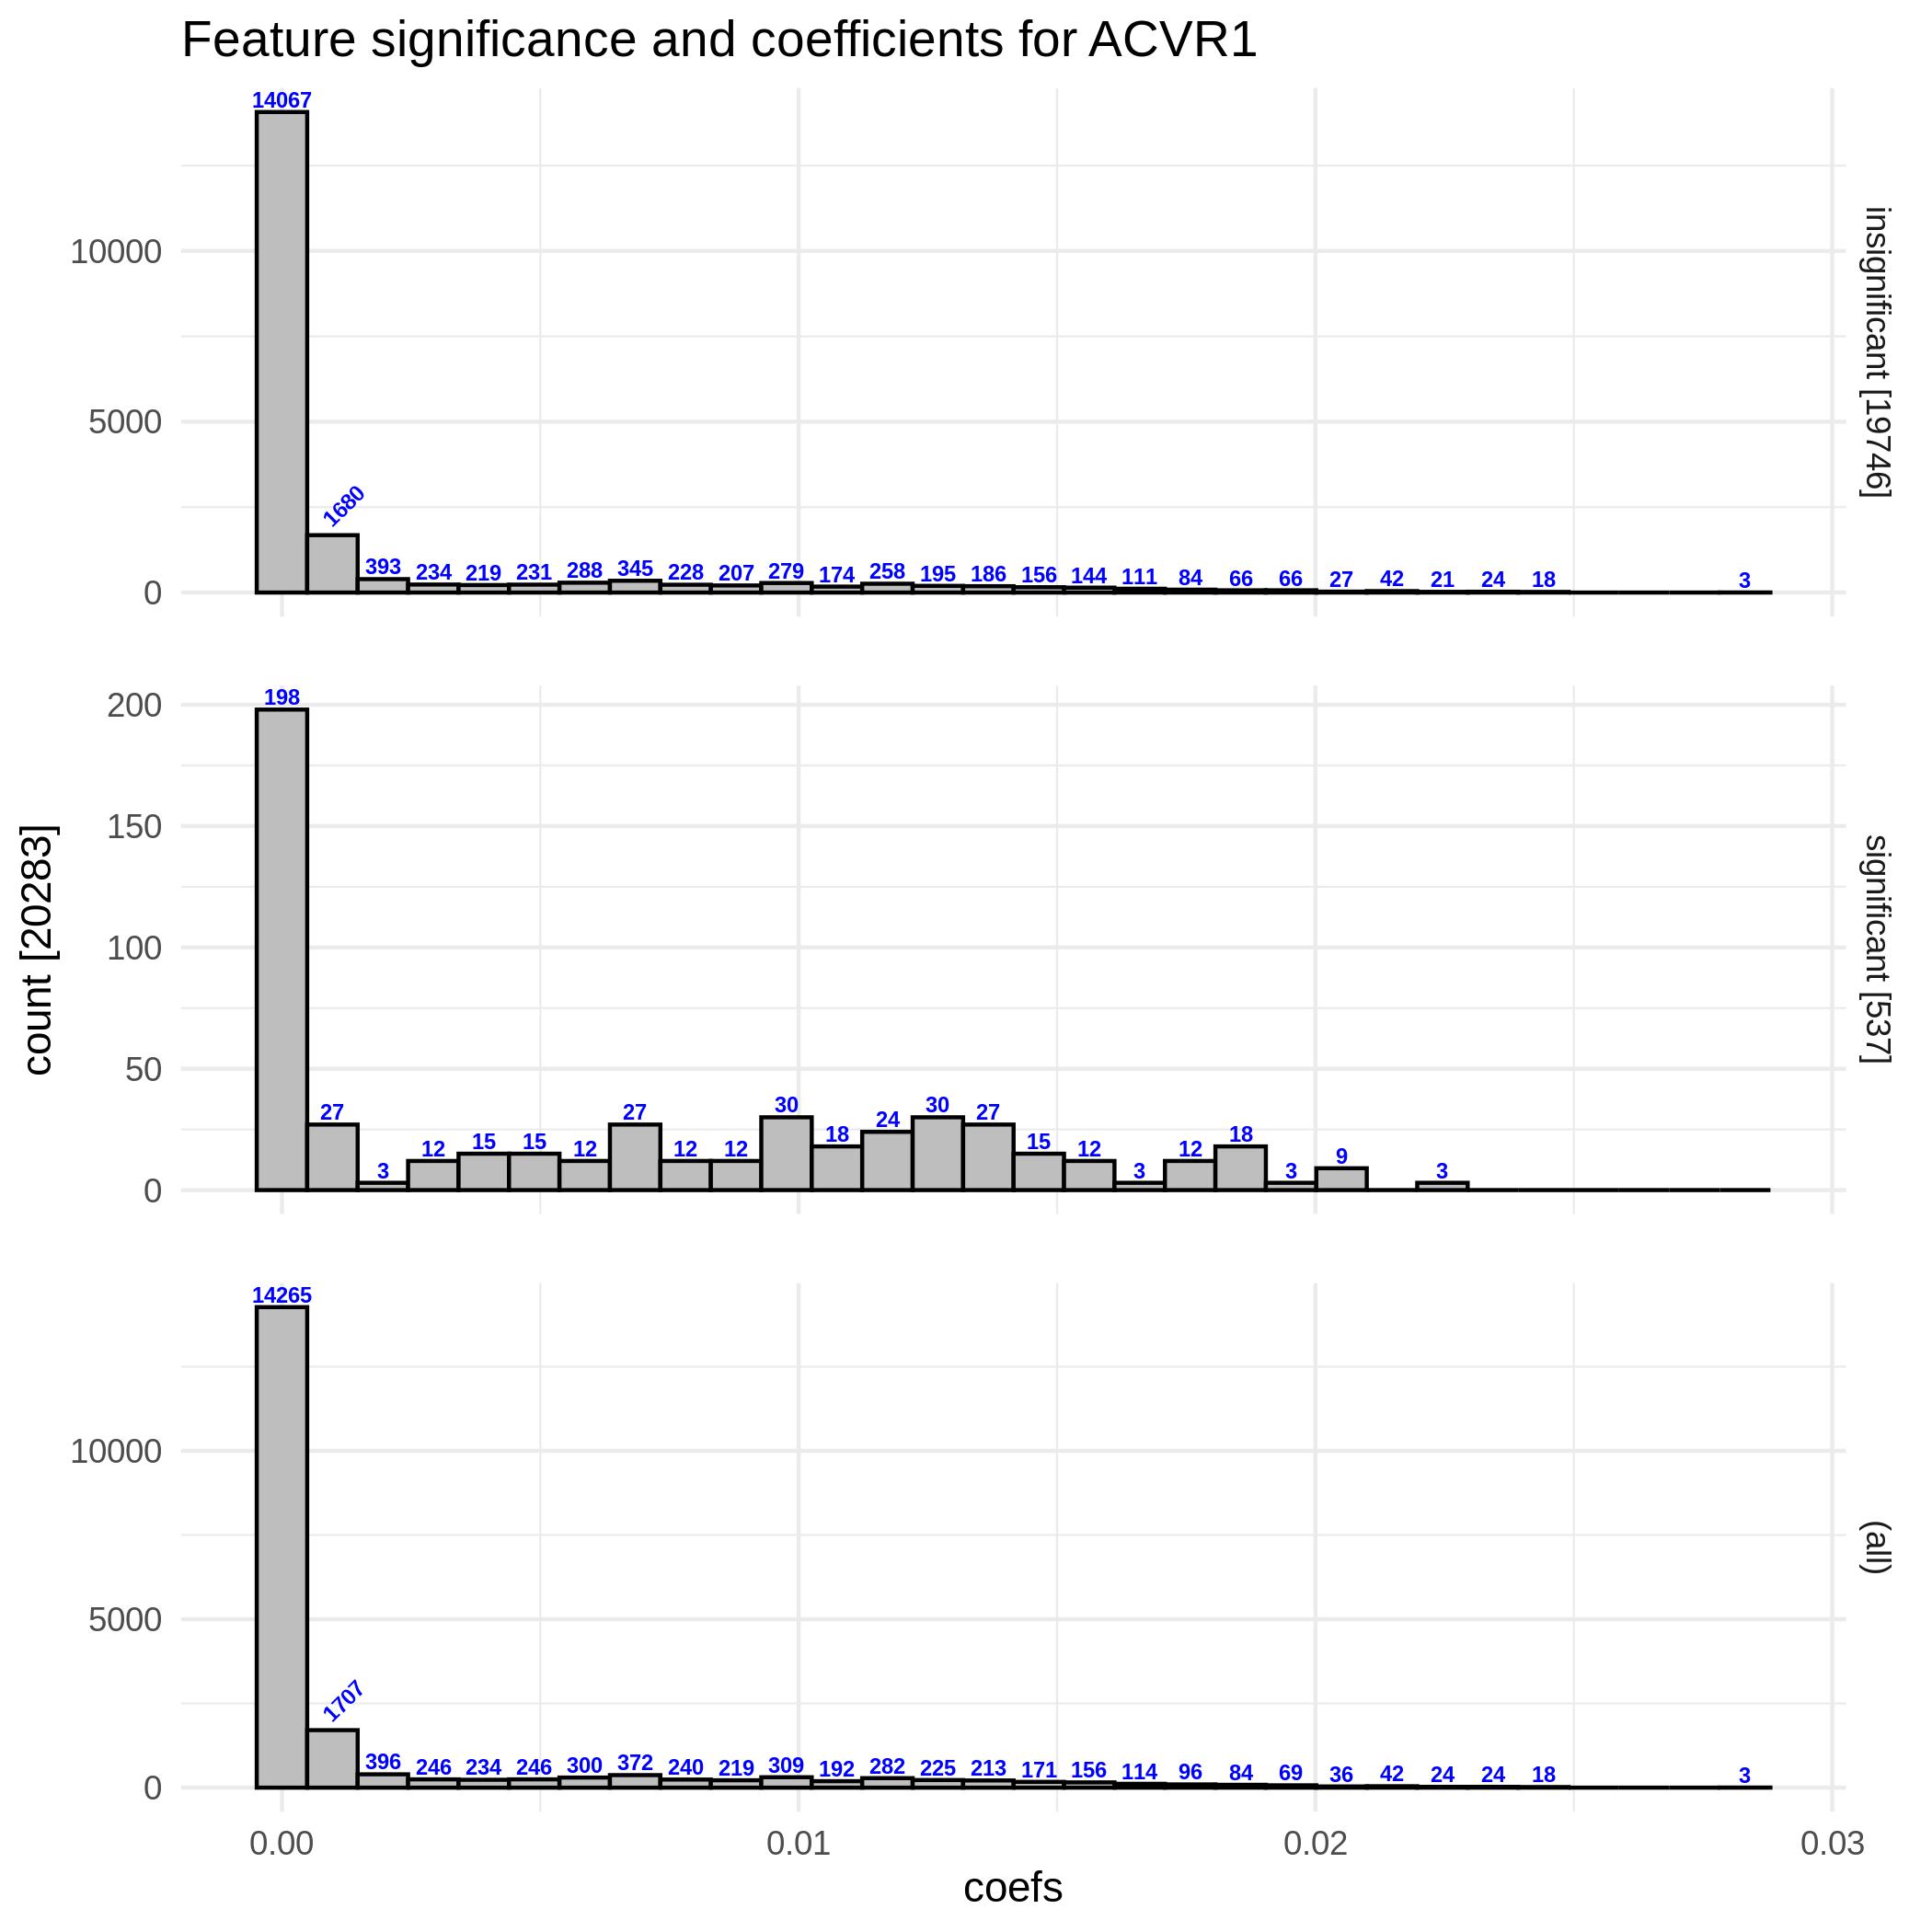 Feature significance and coefficients for ACVR1
14067
1680
393 234 219 231 288 345 228 207 279 174 258 195 186 156 144 111 84 66 66 27 42 21 24 18 3
10000
5000
0
insignificant [19746]
198
27 3 12 15 15 12 27 12 12 30 18 24 30 27 15 12 3 12 18 3 9 3
200
150
100
50
0
significant [537]
count [20283]
14265
1707
396 246 234 246 300 372 240 219 309 192 282 225 213 171 156 114 96 84 69 36 42 24 24 18 3
10000
5000
0
(all)
0.00 0.01 0.02 0.03
coefs